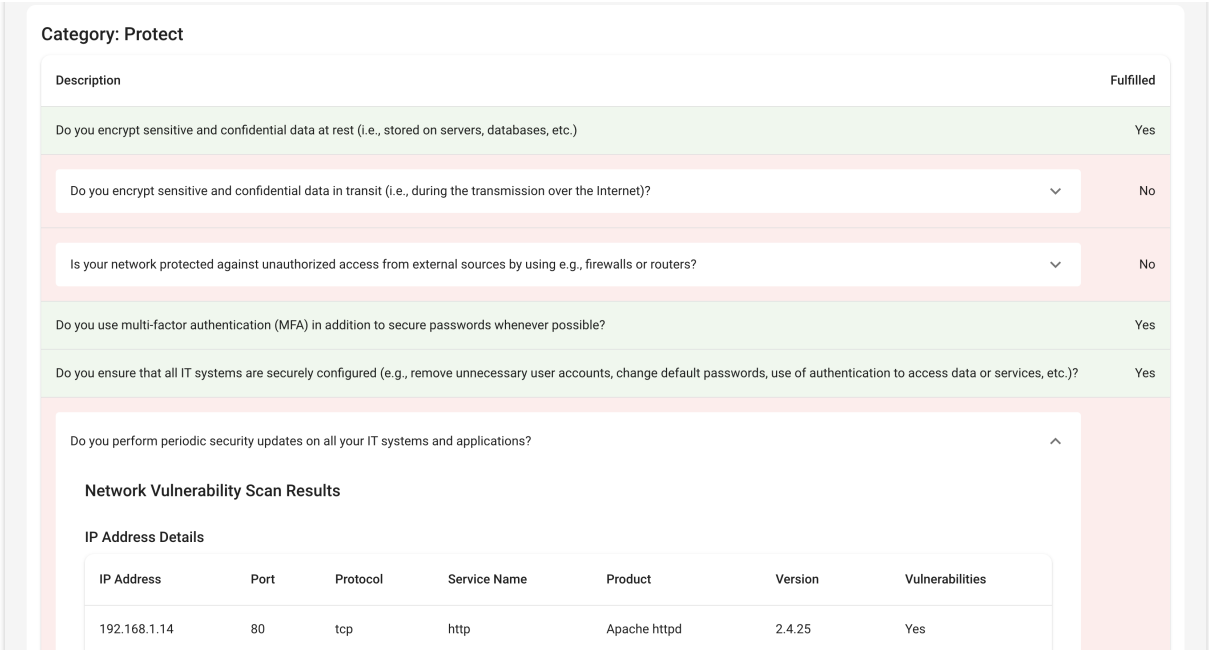 Category: Protect
Description Fulfilled
Do you encrypt sensitive and confidential data at rest (i.e., stored on servers, databases, etc.) Yes
Do you encrypt sensitive and confidential data in transit (i.e., during the transmission over the Internet)? No
Is your network protected against unauthorized access from external sources by using e.g., firewalls or routers? No
Do you use multi-factor authentication (MFA) in addition to secure passwords whenever possible? Yes
Do you ensure that all IT systems are securely configured (e.g., remove unnecessary user accounts, change default passwords, use of authentication to access data or services, etc.)? Yes
Do you perform periodic security updates on all your IT systems and applications?
Network Vulnerability Scan Results
IP Address Details
IP Address Port Protocol Service Name Product Version Vulnerabilities
192.168.1.14 80 tcp http Apache httpd 2.4.25 Yes